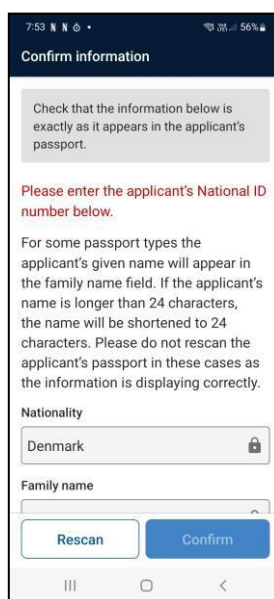 7:53 N N
56%
Confirm information
Check that the information below is
exactly as it appears in the applicant's
passport.
Please enter the applicant's National ID
number below.
For some passport types the
applicant's given name will appear in
the family name field. If the applicant's
name is longer than 24 characters,
the name will be shortened to 24
characters. Please do not rescan the
applicant's passport in these cases as
the information is displaying correctly.
Nationality
Denmark
Family name
Rescan
Confirm